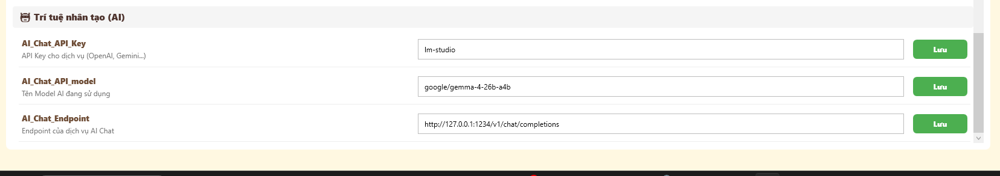 Trí tuệ nhân tạo (AI)
AI_Chat_API_Key
API Key cho dịch vụ (OpenAI, Gemini...)
lm-studio
Lưu
AI_Chat_API_model
Tên Model AI đang sử dụng
google/gemma-4-26b-a4b
Lưu
AI_Chat_Endpoint
Endpoint của dịch vụ AI Chat
http://127.0.0.1:1234/v1/chat/completions
Lưu